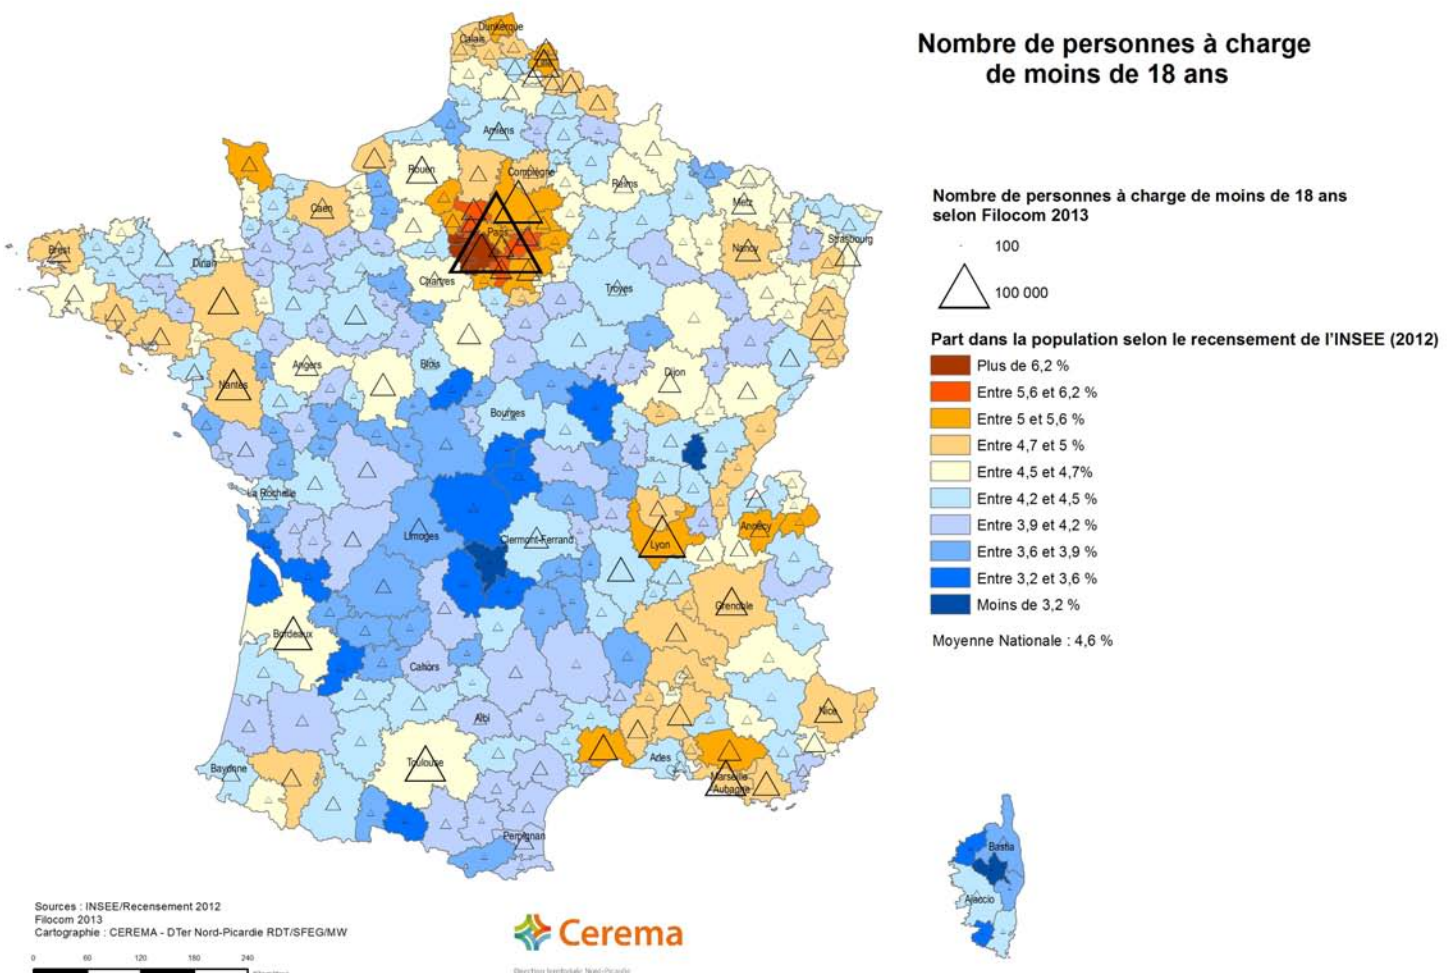 Nombre de personnes à charge
de moins de 18 ans
Dunkerque
Calais
Lille
Amiens
Rouen
Compiègne
Reims
Caen
Metz
Paris
Nancy
Strasbourg
Brest
Dinan
Chartres
Troyes
Angers
Blois
Dijon
Nantes
Bourges
La Rochelle
Limoges
Clermont-Ferrand
Lyon
Annecy
Grenoble
Bordeaux
Cahors
Albi
Nice
Bayonne
Toulouse
Arles
Marseille
-Aubagne
Perpignan
Bastia
Ajaccio
Nombre de personnes à charge de moins de 18 ans
selon Filocom 2013
100
100 000
Part dans la population selon le recensement de l'INSEE (2012)
Plus de 6,2 %
Entre 5,6 et 6,2 %
Entre 5 et 5,6 %
Entre 4,7 et 5 %
Entre 4,5 et 4,7%
Entre 4,2 et 4,5 %
Entre 3,9 et 4,2 %
Entre 3,6 et 3,9 %
Entre 3,2 et 3,6 %
Moins de 3,2 %
Moyenne Nationale : 4,6 %
Sources : INSEE/Recensement 2012
Filocom 2013
Cartographie : CEREMA - DTer Nord-Picardie RDT/SFEG/MW
0 60 120 180 240
Cerema
Direction territoriale Nord-Picardie